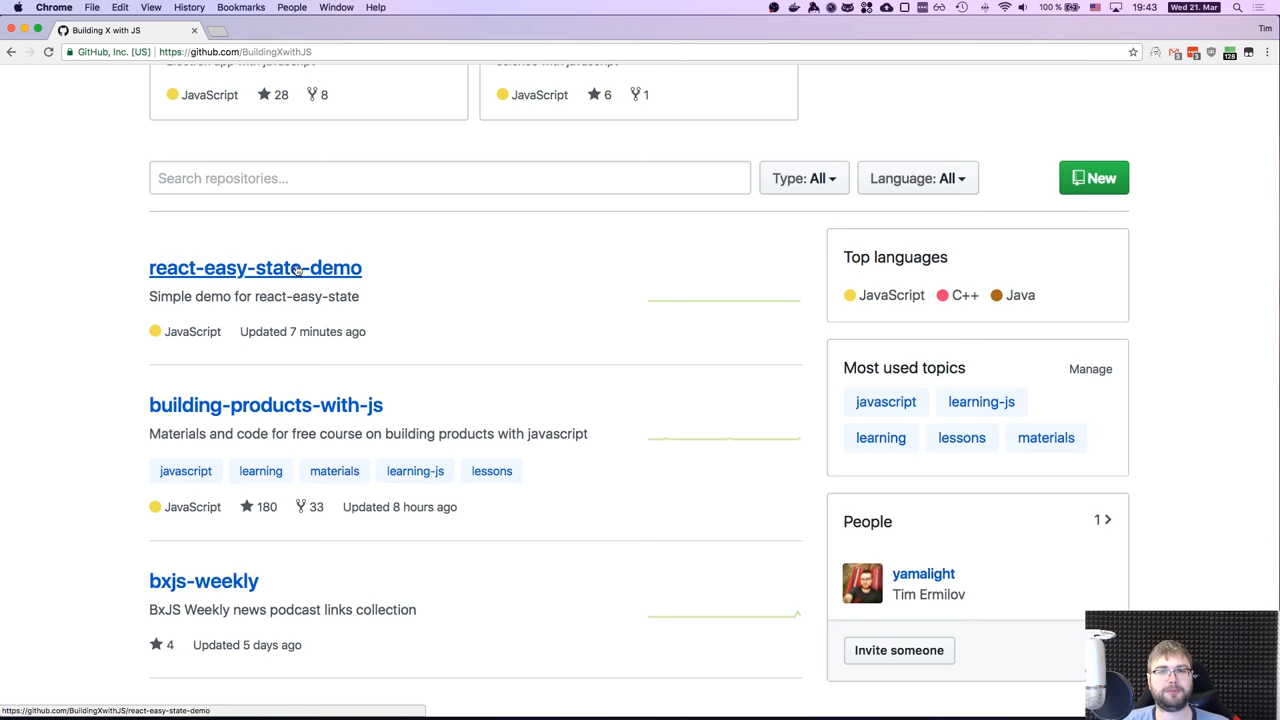 Chrome File Edit View History Bookmarks People Window Help 100 % 19:43 Wed 21. Mar
Building X with JS Tim
GitHub, Inc. [US] https://github.com/BuildingXwithJS
JavaScript 28 8
JavaScript 6 1
Search repositories... Type: All Language: All New
react-easy-state-demo
Simple demo for react-easy-state
JavaScript Updated 7 minutes ago
building-products-with-js
Materials and code for free course on building products with javascript
javascript learning materials learning-js lessons
JavaScript 180 33 Updated 8 hours ago
bxjs-weekly
BxJS Weekly news podcast links collection
4 Updated 5 days ago
Top languages
JavaScript C++ Java
Most used topics Manage
javascript learning-js
learning lessons materials
People 1
yamalight
Tim Ermilov
Invite someone
https://github.com/BuildingXwithJS/react-easy-state-demo